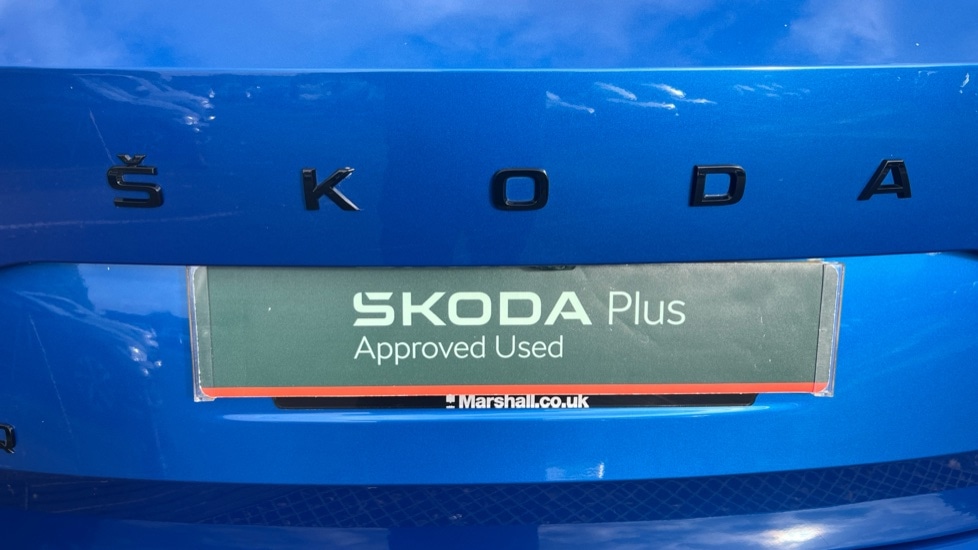 ŠKODA
ŠKODA Plus
Approved Used
Marshall.co.uk
Q